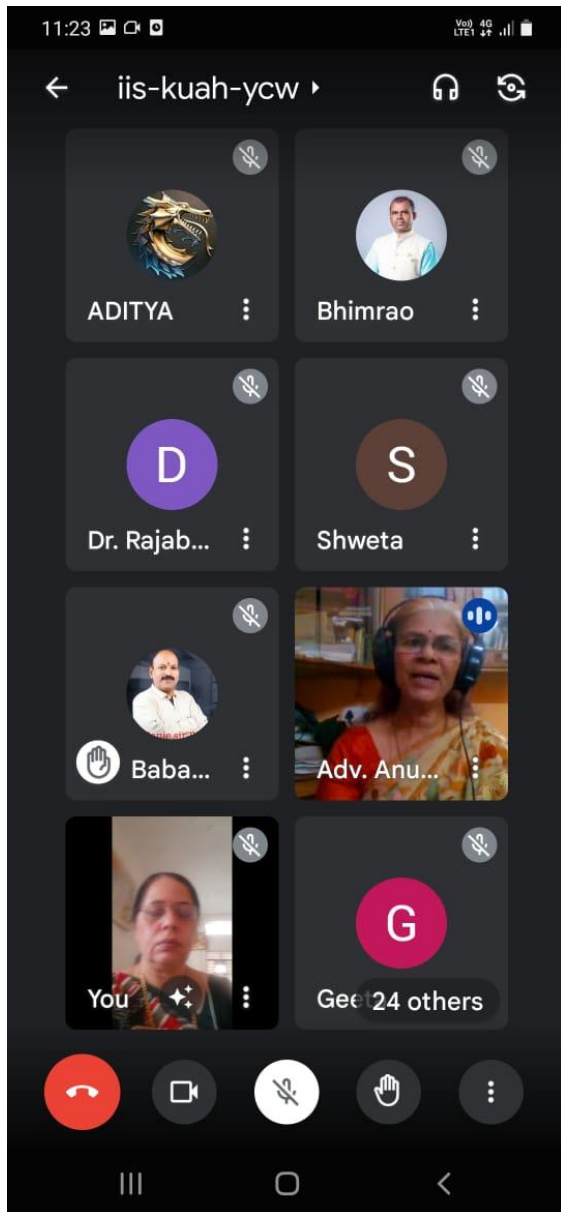 11:23 Vo)) 4G
LTE1
iis-kuah-ycw
ADITYA Bhimrao
D S
Dr. Rajab... Shweta
Baba... Adv. Anu...
G
You 24 others